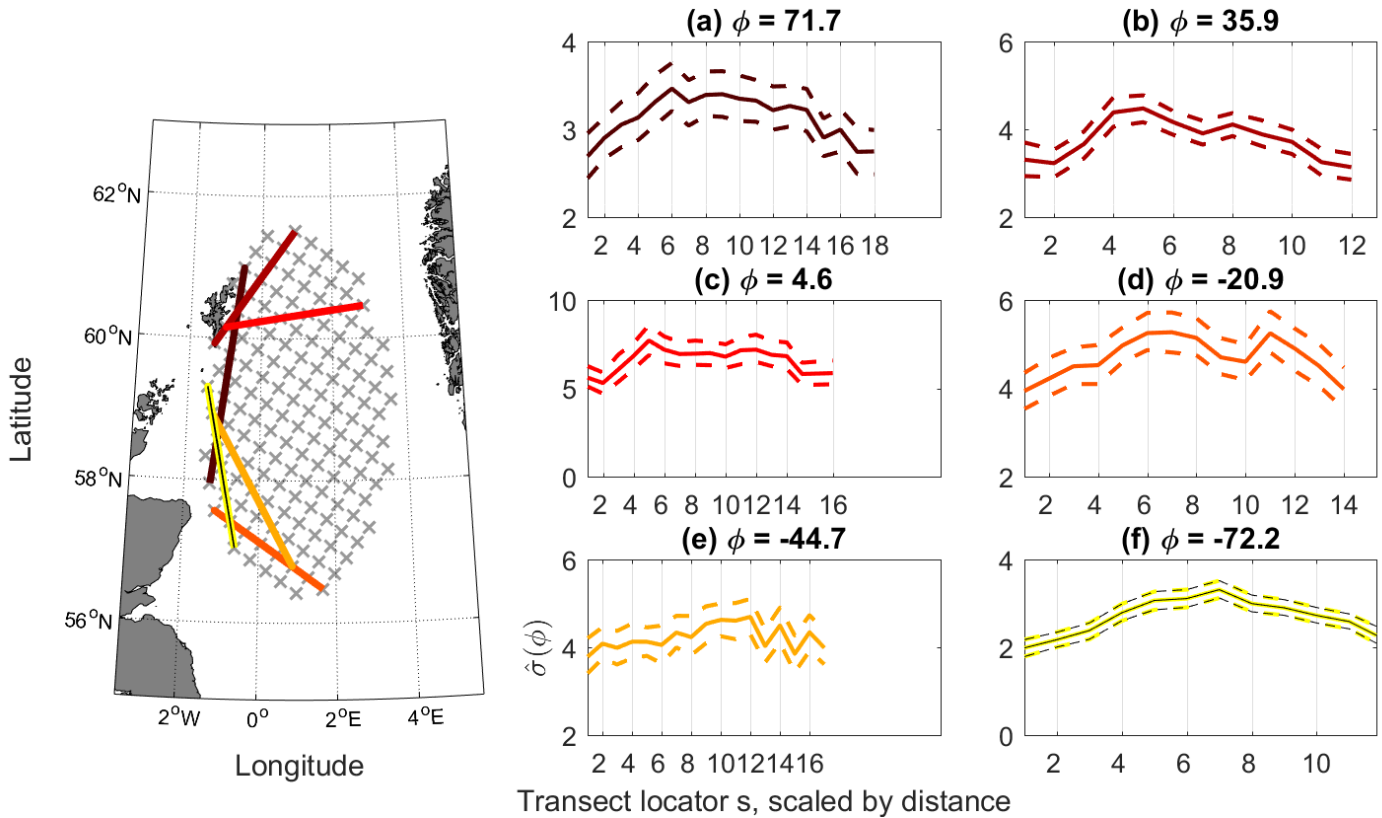 (a) ϕ = 71.7
4
3
2
2 4 6 8 10 12 14 16 18
(b) ϕ = 35.9
6
4
2
2 4 6 8 10 12
(c) ϕ = 4.6
10
5
0
2 4 6 8 10 12 14 16
(d) ϕ = -20.9
6
4
2
2 4 6 8 10 12 14
(e) ϕ = -44.7
6
4
2
2 4 6 8 10 12 14 16
σ̂(ϕ)
(f) ϕ = -72.2
4
2
0
2 4 6 8 10
Transect locator s, scaled by distance
Latitude
62°N
60°N
58°N
56°N
2°W 0° 2°E 4°E
Longitude